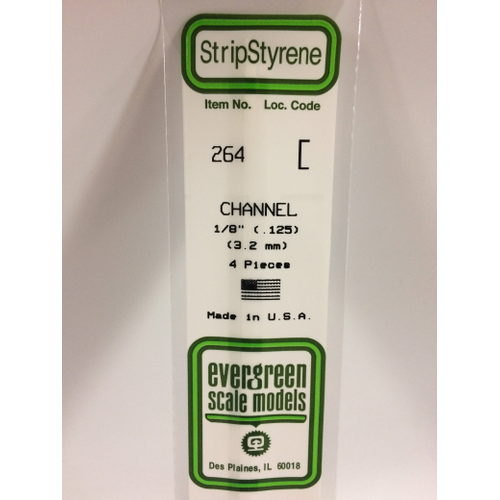 StripStyrene
Item No. Loc. Code
264
CHANNEL
1/8" (.125)
(3.2 mm)
4 Pieces
Made in U.S.A.
evergreen
scale models
Des Plaines, IL 60018